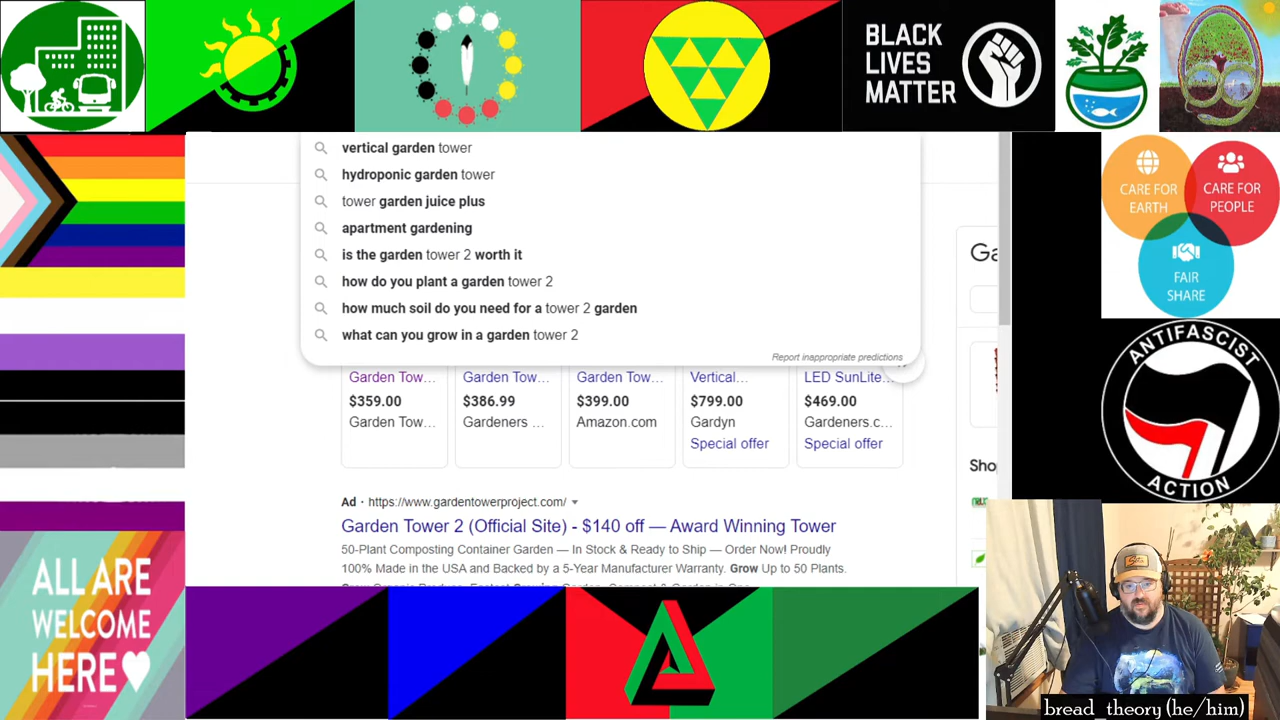 BLACK
LIVES
MATTER
vertical garden tower
hydroponic garden tower
tower garden juice plus
apartment gardening
is the garden tower 2 worth it
how do you plant a garden tower 2
how much soil do you need for a tower 2 garden
what can you grow in a garden tower 2
Report inappropriate predictions
Garden Tow...
$359.00
Garden Tow...
Garden Tow...
$386.99
Gardeners ...
Garden Tow...
$399.00
Amazon.com
Vertical...
$799.00
Gardyn
Special offer
LED SunLite...
$469.00
Gardeners.c...
Special offer
Ad · https://www.gardentowerproject.com/
Garden Tower 2 (Official Site) - $140 off — Award Winning Tower
50-Plant Composting Container Garden — In Stock & Ready to Ship — Order Now! Proudly
100% Made in the USA and Backed by a 5-Year Manufacturer Warranty. Grow Up to 50 Plants.
Ga
Sho
CARE FOR
EARTH
CARE FOR
PEOPLE
FAIR
SHARE
ANTIFASCIST
ACTION
ALL ARE
WELCOME
HERE
bread_theory (he/him)